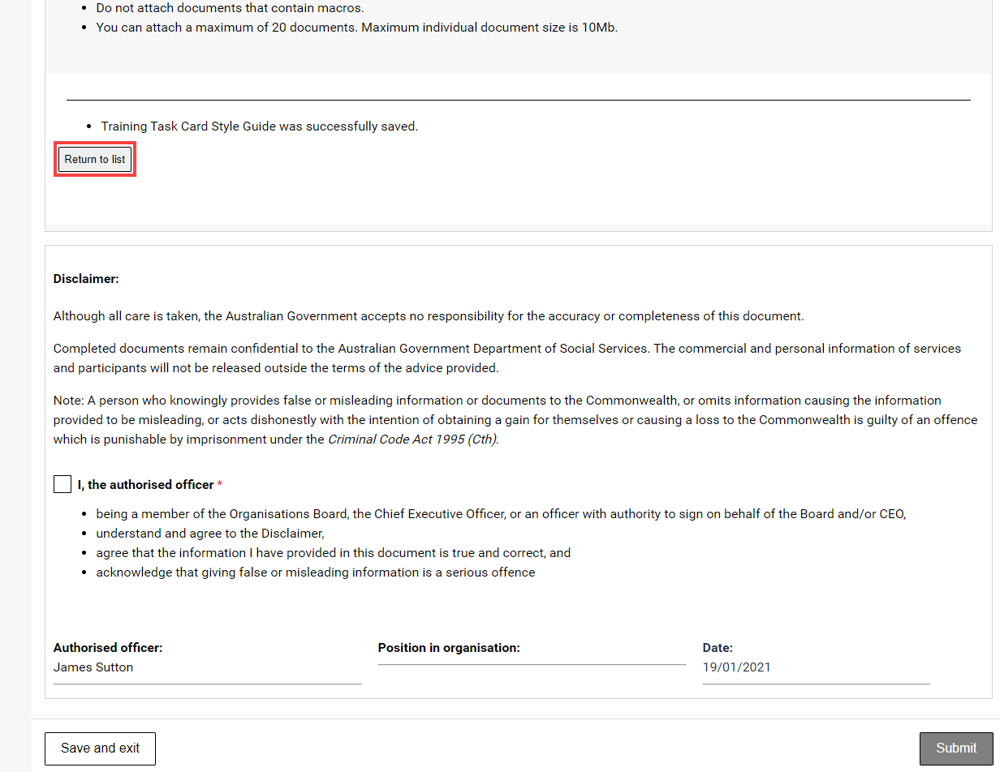 • Do not attach documents that contain macros.
• You can attach a maximum of 20 documents. Maximum individual document size is 10Mb.
• Training Task Card Style Guide was successfully saved.
Return to list
Disclaimer:
Although all care is taken, the Australian Government accepts no responsibility for the accuracy or completeness of this document.
Completed documents remain confidential to the Australian Government Department of Social Services. The commercial and personal information of services
and participants will not be released outside the terms of the advice provided.
Note: A person who knowingly provides false or misleading information or documents to the Commonwealth, or omits information causing the information
provided to be misleading, or acts dishonestly with the intention of obtaining a gain for themselves or causing a loss to the Commonwealth is guilty of an offence
which is punishable by imprisonment under the Criminal Code Act 1995 (Cth).
I, the authorised officer *
• being a member of the Organisations Board, the Chief Executive Officer, or an officer with authority to sign on behalf of the Board and/or CEO,
• understand and agree to the Disclaimer,
• agree that the information I have provided in this document is true and correct, and
• acknowledge that giving false or misleading information is a serious offence
Authorised officer:
James Sutton
Position in organisation:
Date:
19/01/2021
Save and exit
Submit